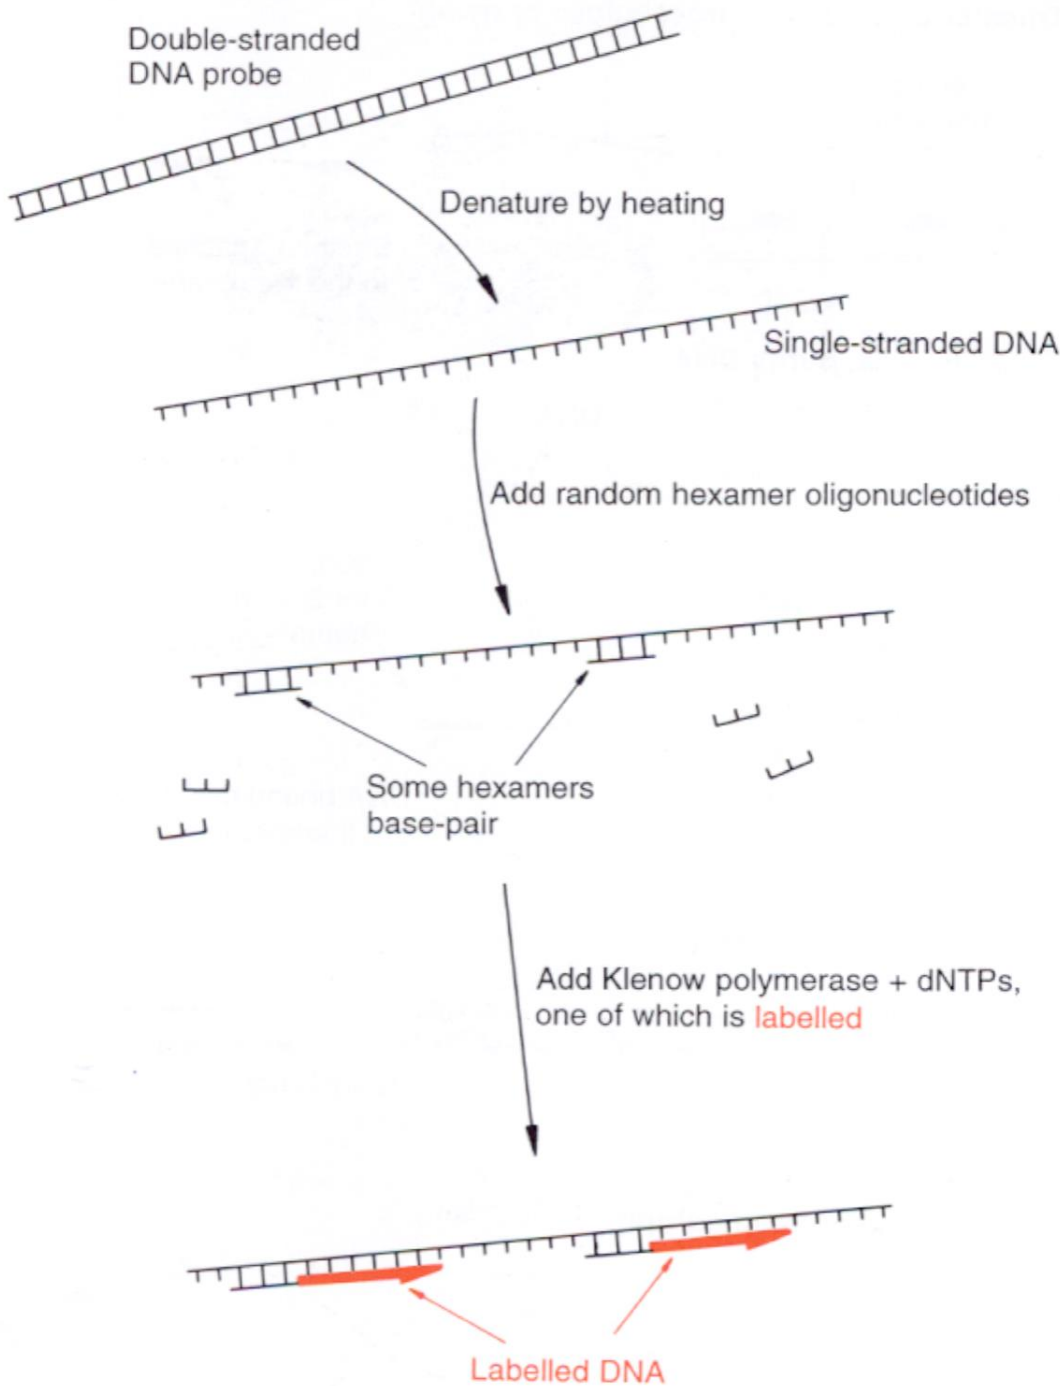 Double-stranded
DNA probe
Denature by heating
Single-stranded DNA
Add random hexamer oligonucleotides
Some hexamers
base-pair
Add Klenow polymerase + dNTPs,
one of which is labelled
Labelled DNA